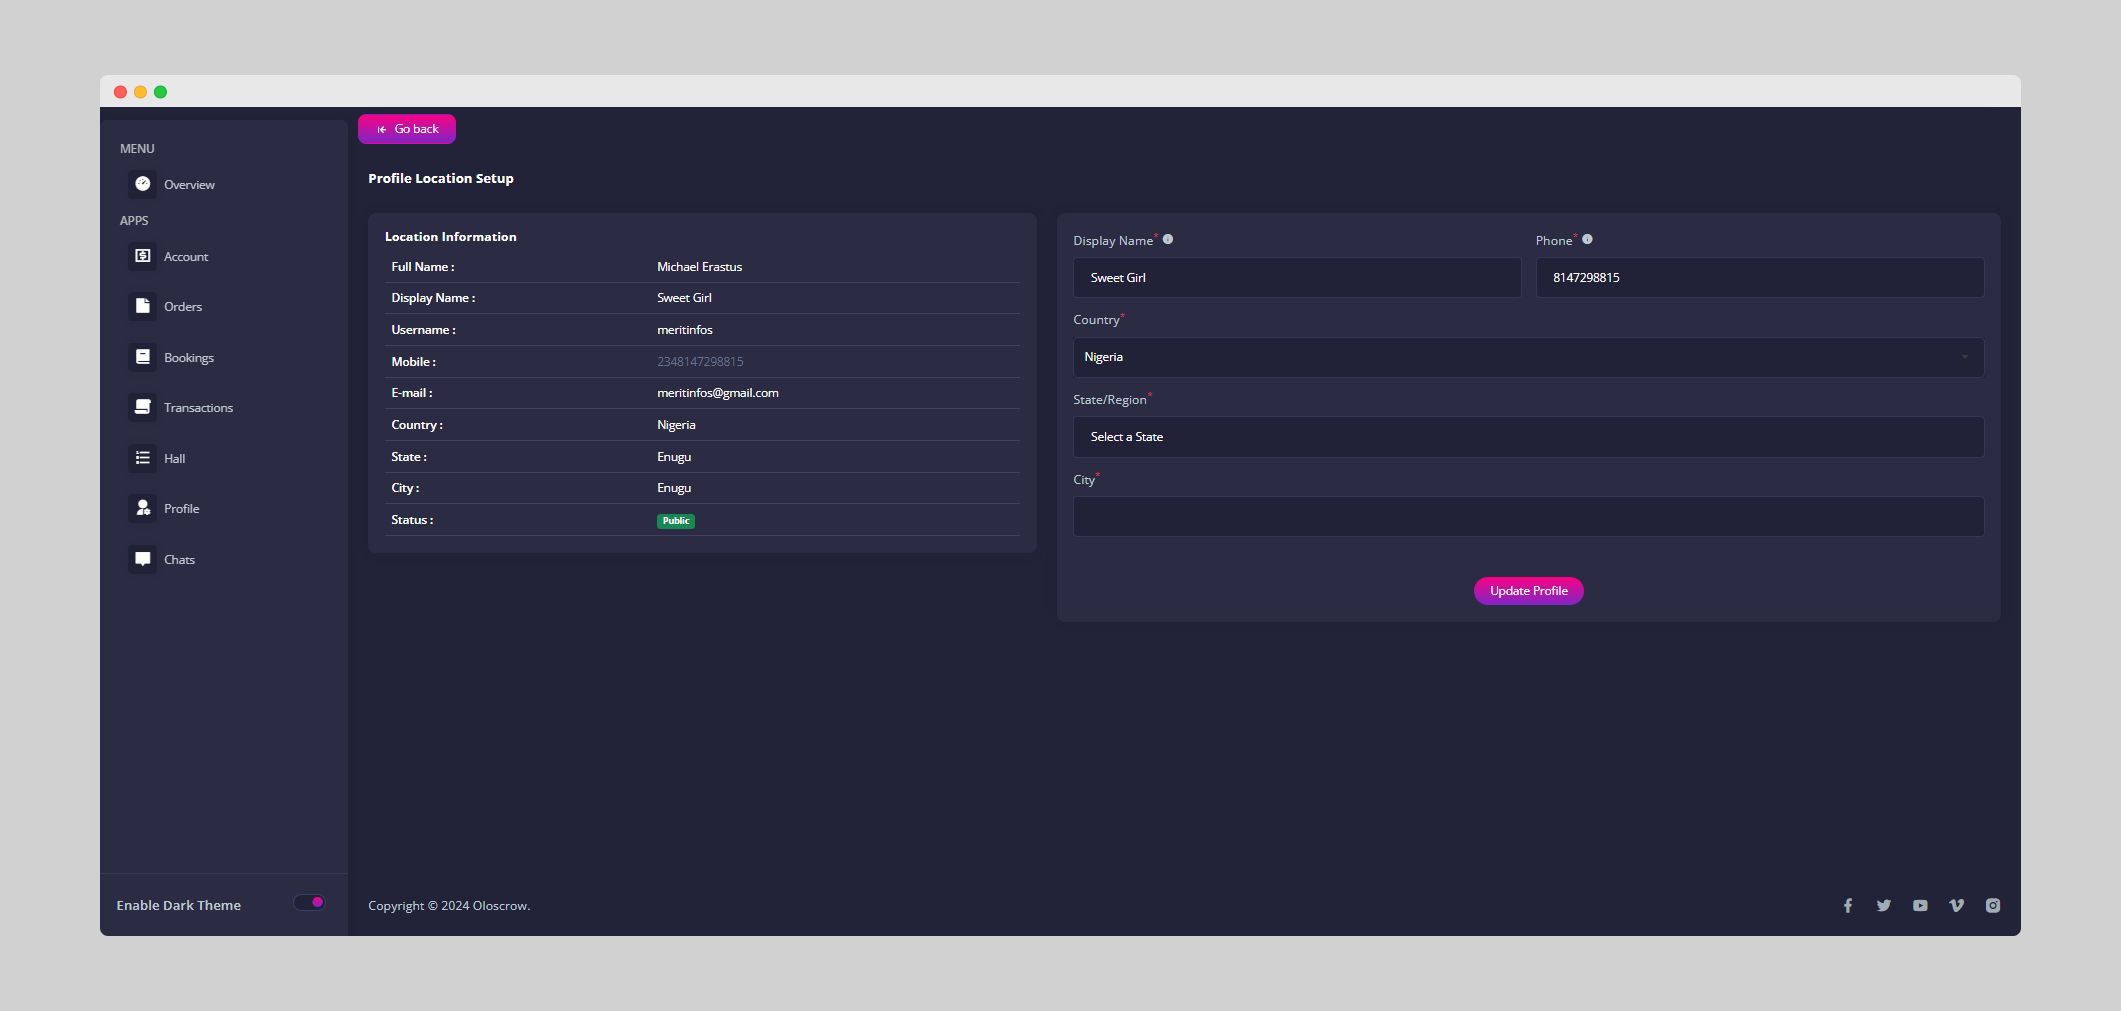 Go back
MENU
Overview
APPS
Account
Orders
Bookings
Transactions
Hall
Profile
Chats
Enable Dark Theme
Profile Location Setup
Location Information
Full Name : Michael Erastus
Display Name : Sweet Girl
Username : meritinfos
Mobile : 2348147298815
E-mail : meritinfos@gmail.com
Country : Nigeria
State : Enugu
City : Enugu
Status : Public
Display Name* Phone*
Sweet Girl 8147298815
Country*
Nigeria
State/Region*
Select a State
City*
Update Profile
Copyright © 2024 Oloscrow.